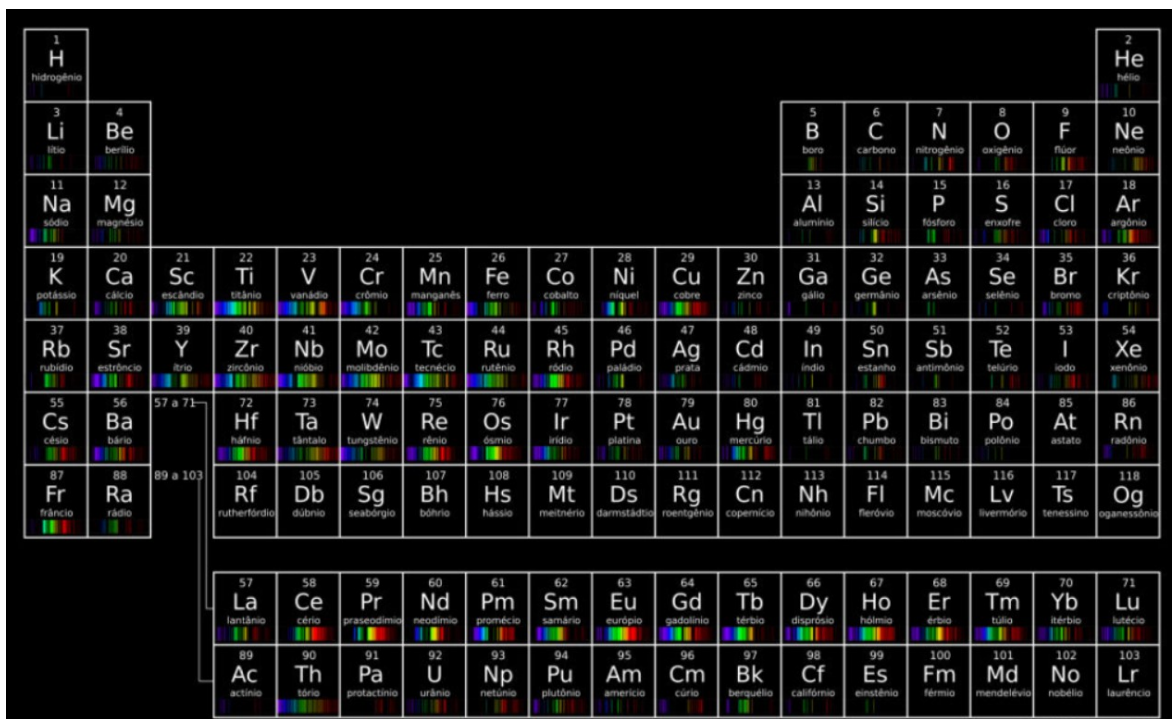 1 2
H He
hidrogênio hélio
3 4 5 6 7 8 9 10
Li Be B C N O F Ne
lítio berílio boro carbono nitrogênio oxigênio flúor neônio
11 12 13 14 15 16 17 18
Na Mg Al Si P S Cl Ar
sódio magnésio alumínio silício fósforo enxofre cloro argônio
19 20 21 22 23 24 25 26 27 28 29 30 31 32 33 34 35 36
K Ca Sc Ti V Cr Mn Fe Co Ni Cu Zn Ga Ge As Se Br Kr
potássio cálcio escândio titânio vanádio crômio manganês ferro cobalto níquel cobre zinco gálio germânio arsênio selênio bromo criptônio
37 38 39 40 41 42 43 44 45 46 47 48 49 50 51 52 53 54
Rb Sr Y Zr Nb Mo Tc Ru Rh Pd Ag Cd In Sn Sb Te I Xe
rubídio estrôncio ítrio zircônio nióbio molibdênio tecnécio rutênio ródio paládio prata cádmio índio estanho antimônio telúrio iodo xenônio
55 56 57 a 71 72 73 74 75 76 77 78 79 80 81 82 83 84 85 86
Cs Ba Hf Ta W Re Os Ir Pt Au Hg Tl Pb Bi Po At Rn
césio bário háfnio tântalo tungstênio rênio ósmio irídio platina ouro mercúrio tálio chumbo bismuto polônio astato radônio
87 88 89 a 103 104 105 106 107 108 109 110 111 112 113 114 115 116 117 118
Fr Ra Rf Db Sg Bh Hs Mt Ds Rg Cn Nh Fl Mc Lv Ts Og
frâncio rádio rutherfórdio dúbnio seabórgio bóhrio hássio meitnério darmstádtio roentgênio copernício nihônio fleróvio moscóvio livermório tenessino oganessônio
57 58 59 60 61 62 63 64 65 66 67 68 69 70 71
La Ce Pr Nd Pm Sm Eu Gd Tb Dy Ho Er Tm Yb Lu
lantânio cério praseodímio neodímio promécio samário európio gadolínio térbio disprósio hólmio érbio túlio itérbio lutécio
89 90 91 92 93 94 95 96 97 98 99 100 101 102 103
Ac Th Pa U Np Pu Am Cm Bk Cf Es Fm Md No Lr
actínio tório protactínio urânio netúnio plutônio amerício cúrio berquélio califórnio einstênio férmio mendelévio nobélio laurêncio